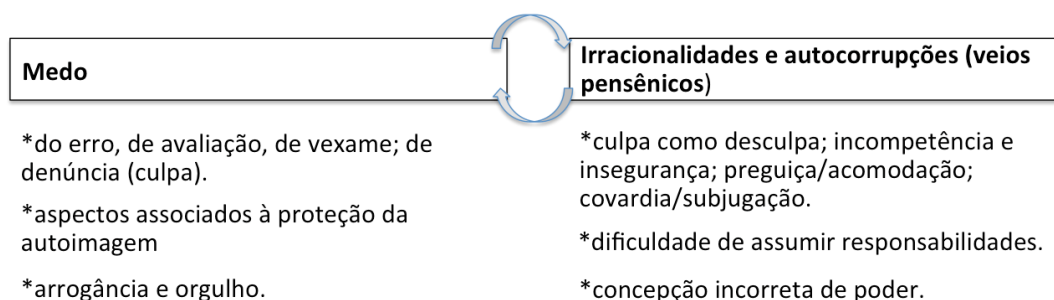 Medo
*do erro, de avaliação, de vexame; de
denúncia (culpa).
*aspectos associados à proteção da
autoimagem
*arrogância e orgulho.
Irracionalidades e autocorrupções (veios
pensênicos)
*culpa como desculpa; incompetência e
insegurança; preguiça/acomodação;
covardia/subjugação.
*dificuldade de assumir responsabilidades.
*concepção incorreta de poder.